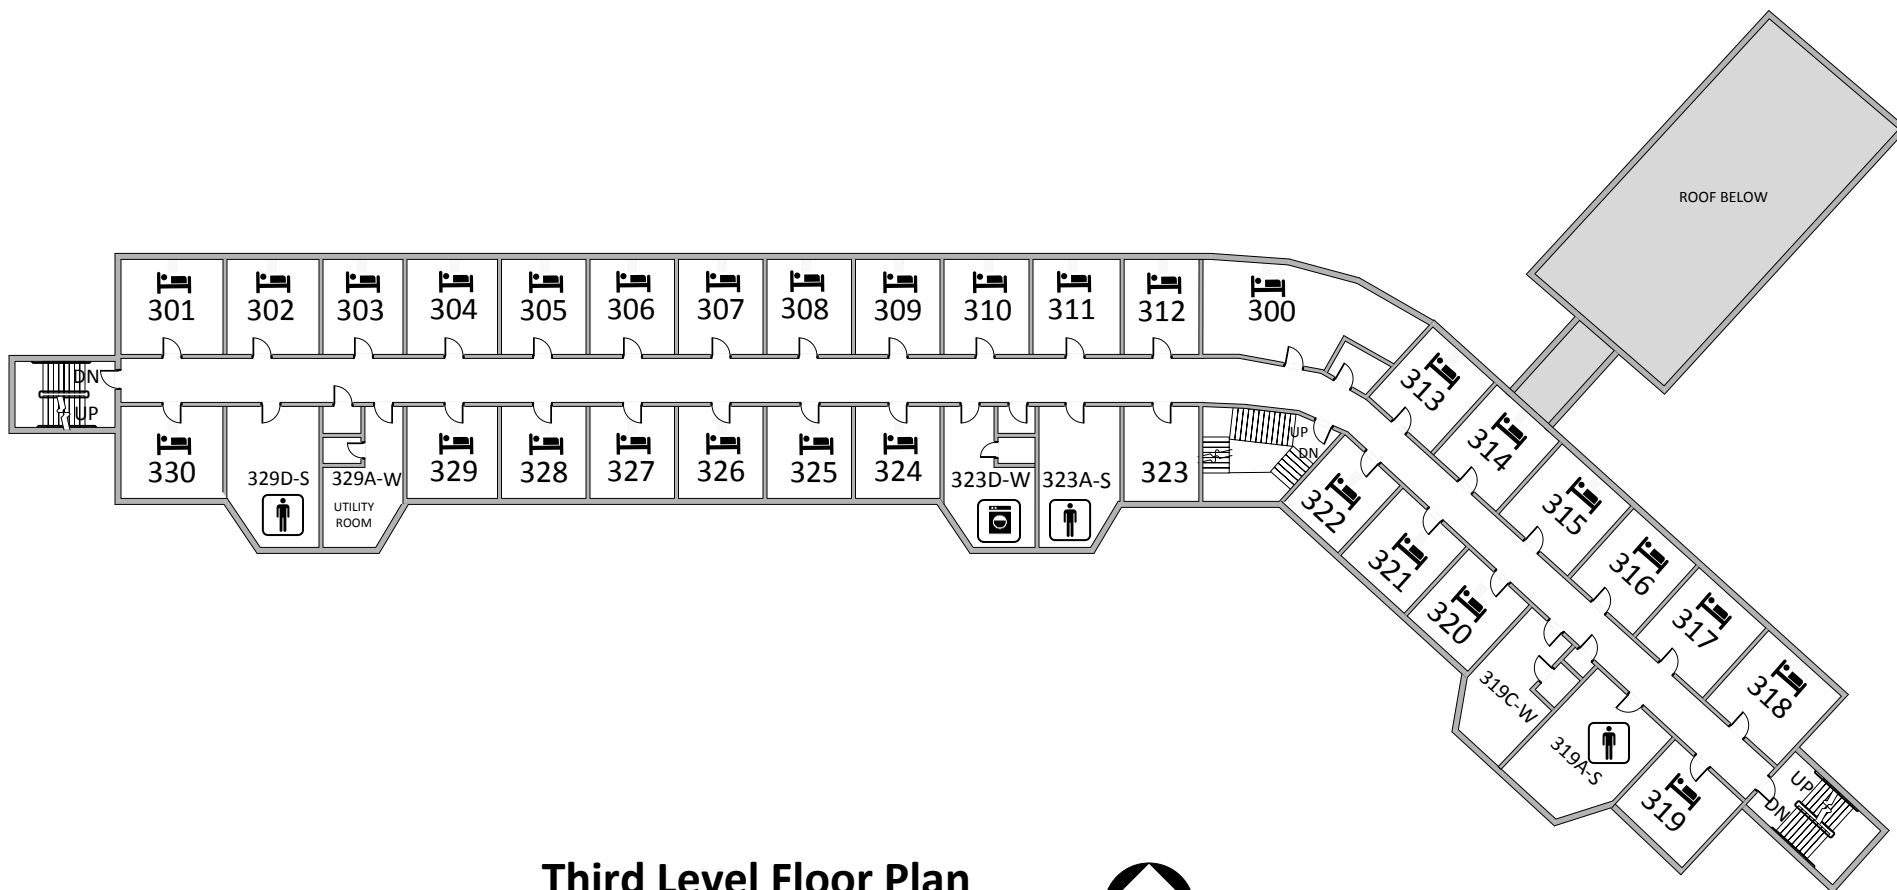 ROOF BELOW
301
302
303
304
305
306
307
308
309
310
311
312
300
313
314
315
316
317
318
DN
UP
330
329D-S
329A-W
UTILITY
ROOM
329
328
327
326
325
324
323D-W
323A-S
323
UP
DN
322
321
320
319C-W
319A-S
319
UP
DN
Third Level Floor Plan